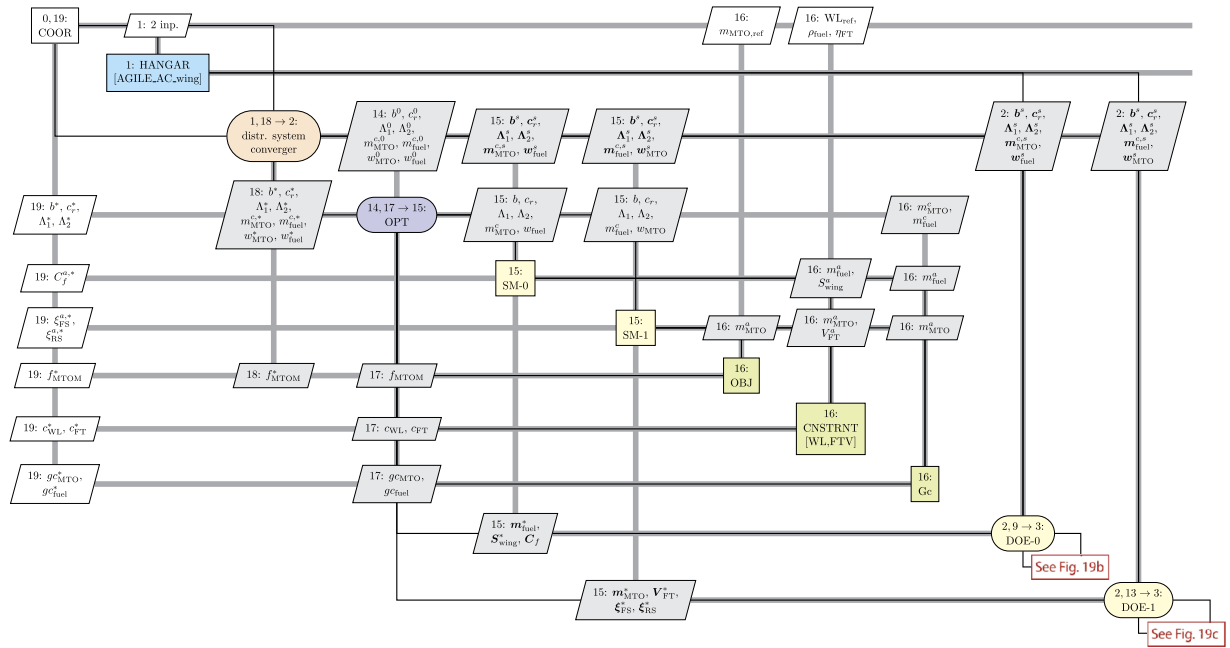 0, 19:
COOR
1: 2 inp.
16:
m_MTO,ref
16: WL_ref,
ρ_fuel, η_FT
1: HANGAR
[AGILE_AC_wing]
1, 18 → 2:
distr. system
converger
14: b^0, c_r^0,
Λ_1^0, Λ_2^0,
m_MTO^{c,0}, m_fuel^{c,0},
w_MTO^0, w_fuel^0
15: b^s, c_r^s,
Λ_1^s, Λ_2^s,
m_MTO^{c,s}, w_fuel^s
15: b^s, c_r^s,
Λ_1^s, Λ_2^s,
m_fuel^{c,s}, w_MTO^s
2: b^s, c_r^s,
Λ_1^s, Λ_2^s,
m_MTO^{c,s},
w_fuel^s
2: b^s, c_r^s,
Λ_1^s, Λ_2^s,
m_fuel^{c,s},
w_MTO^s
19: b^*, c_r^*,
Λ_1^*, Λ_2^*
18: b^*, c_r^*,
Λ_1^*, Λ_2^*,
m_MTO^{c,*}, m_fuel^{c,*},
w_MTO^*, w_fuel^*
14, 17 → 15:
OPT
15: b, c_r,
Λ_1, Λ_2,
m_MTO^c, w_fuel
15: b, c_r,
Λ_1, Λ_2,
m_fuel^c, w_MTO
16: m_MTO^c,
m_fuel^c
19: C_f^{a,*}
15:
SM-0
16: m_fuel^a,
S_wing^a
16: m_fuel^a
19: ξ_FS^{a,*},
ξ_RS^{a,*}
15:
SM-1
16: m_MTO^a
16: m_MTO^a,
V_FT^a
16: m_MTO^a
19: f_MTOM^*
18: f_MTOM^*
17: f_MTOM
16:
OBJ
19: c_WL^*, c_FT^*
17: c_WL, c_FT
16:
CNSTRNT
[WL,FTV]
19: gc_MTO^*,
gc_fuel^*
17: gc_MTO,
gc_fuel
16:
Gc
15: m_fuel^*,
S_wing^*, C_f
2, 9 → 3:
DOE-0
See Fig. 19b
15: m_MTO^*, V_FT^*,
ξ_FS^*, ξ_RS^*
2, 13 → 3:
DOE-1
See Fig. 19c